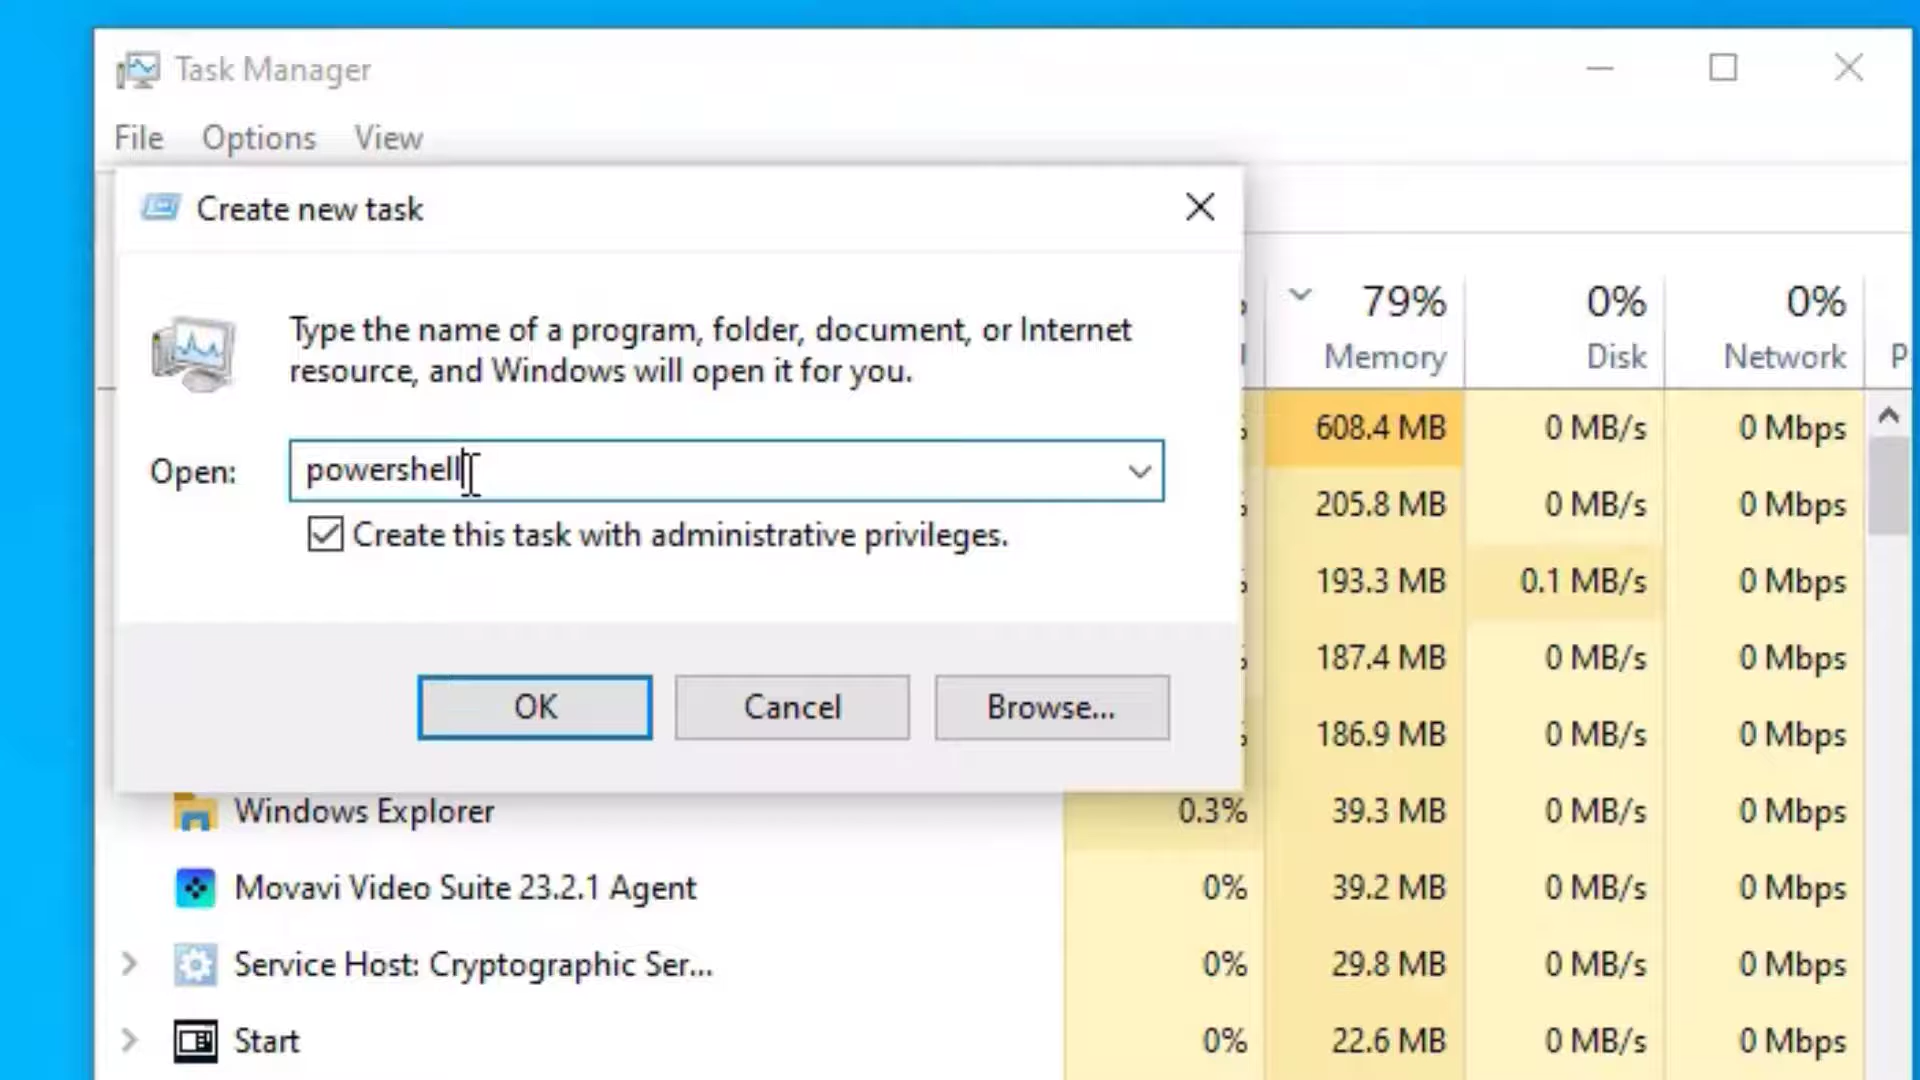 Task Manager
File Options View
Create new task
Type the name of a program, folder, document, or Internet
resource, and Windows will open it for you.
Open: powershell
Create this task with administrative privileges.
OK Cancel Browse...
79% 0% 0%
Memory Disk Network P
608.4 MB 0 MB/s 0 Mbps
205.8 MB 0 MB/s 0 Mbps
193.3 MB 0.1 MB/s 0 Mbps
187.4 MB 0 MB/s 0 Mbps
186.9 MB 0 MB/s 0 Mbps
Windows Explorer 0.3% 39.3 MB 0 MB/s 0 Mbps
Movavi Video Suite 23.2.1 Agent 0% 39.2 MB 0 MB/s 0 Mbps
Service Host: Cryptographic Ser... 0% 29.8 MB 0 MB/s 0 Mbps
Start 0% 22.6 MB 0 MB/s 0 Mbps